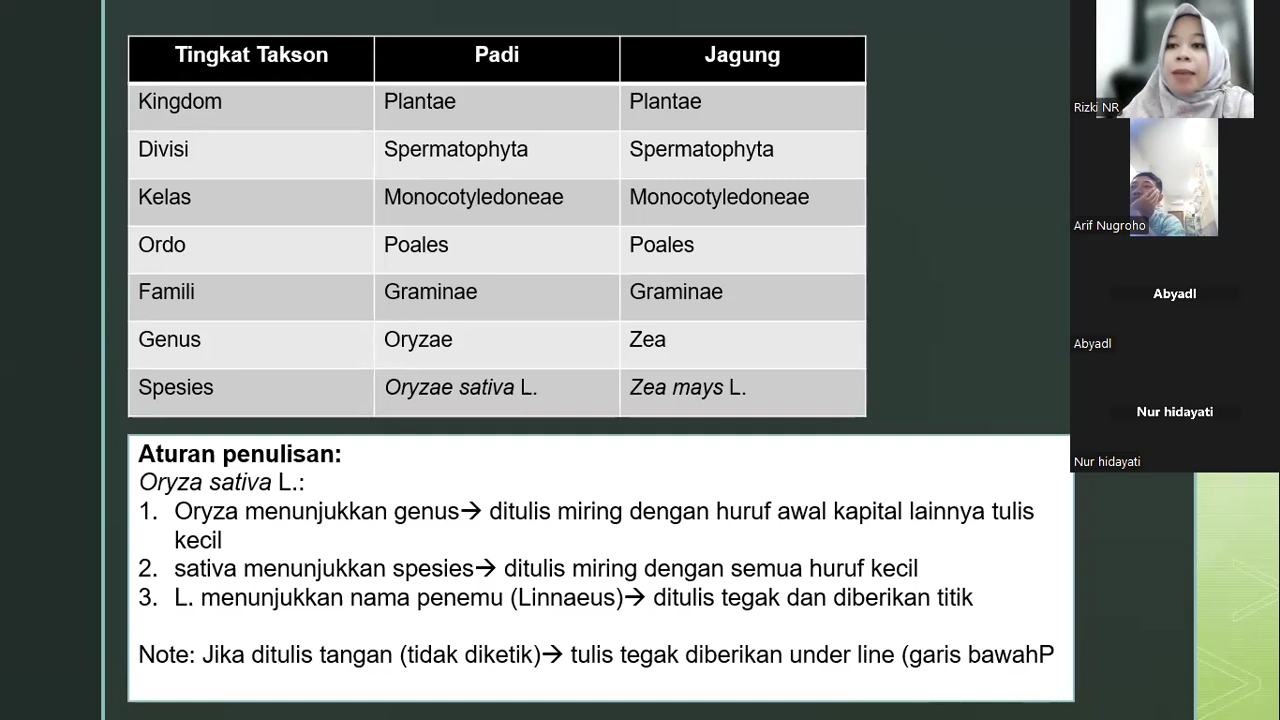 Tingkat Takson Padi Jagung
Kingdom Plantae Plantae
Divisi Spermatophyta Spermatophyta
Kelas Monocotyledoneae Monocotyledoneae
Ordo Poales Poales
Famili Graminae Graminae
Genus Oryzae Zea
Spesies Oryzae sativa L. Zea mays L.
Aturan penulisan:
Oryza sativa L.:
1. Oryza menunjukkan genus→ ditulis miring dengan huruf awal kapital lainnya tulis
kecil
2. sativa menunjukkan spesies→ ditulis miring dengan semua huruf kecil
3. L. menunjukkan nama penemu (Linnaeus)→ ditulis tegak dan diberikan titik
Note: Jika ditulis tangan (tidak diketik)→ tulis tegak diberikan under line (garis bawahP
Rizki NR
Arif Nugroho
Abyadl
Abyadl
Nur hidayati
Nur hidayati